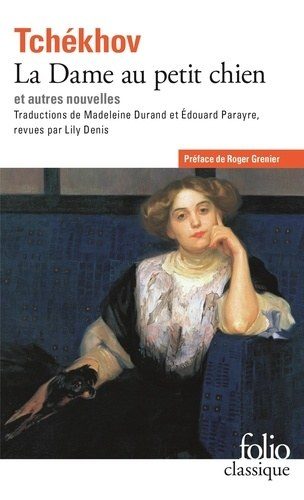 Tchékhov
La Dame au petit chien
et autres nouvelles
Traductions de Madeleine Durand et Édouard Parayre,
revues par Lily Denis
Préface de Roger Grenier
folio
classique